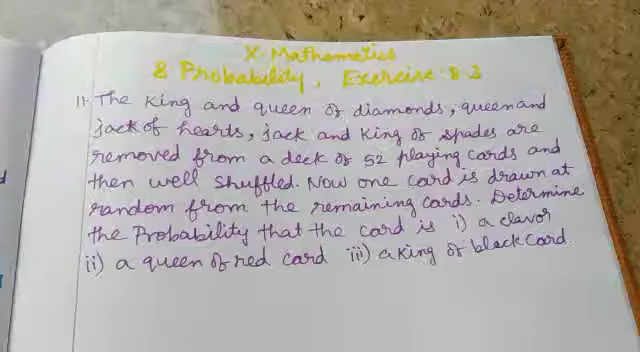 X-Mathematics
8 Probability, Exercise: 8.3
11. The King and queen of diamonds, queen and
jack of hearts, jack and King of spades are
removed from a deck of 52 playing cards and
then well shuffled. Now one card is drawn at
random from the remaining cards. Determine
the Probability that the card is i) a clavor
ii) a queen of red card iii) a King of black card.